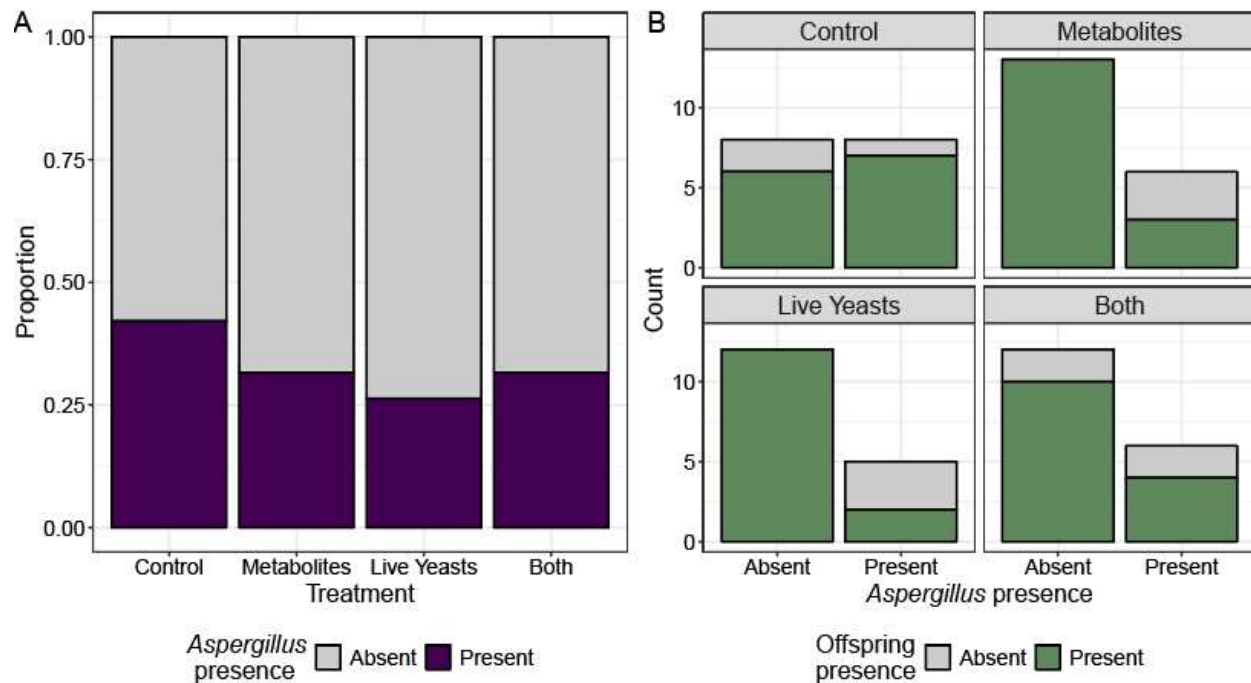 A
Proportion
1.00
0.75
0.50
0.25
0.00
Control Metabolites Live Yeasts Both
Treatment
Aspergillus
presence
Absent Present
B
Count
Control Metabolites
10
5
0
Live Yeasts Both
10
5
0
Absent Present Absent Present
Aspergillus presence
Offspring
presence
Absent Present